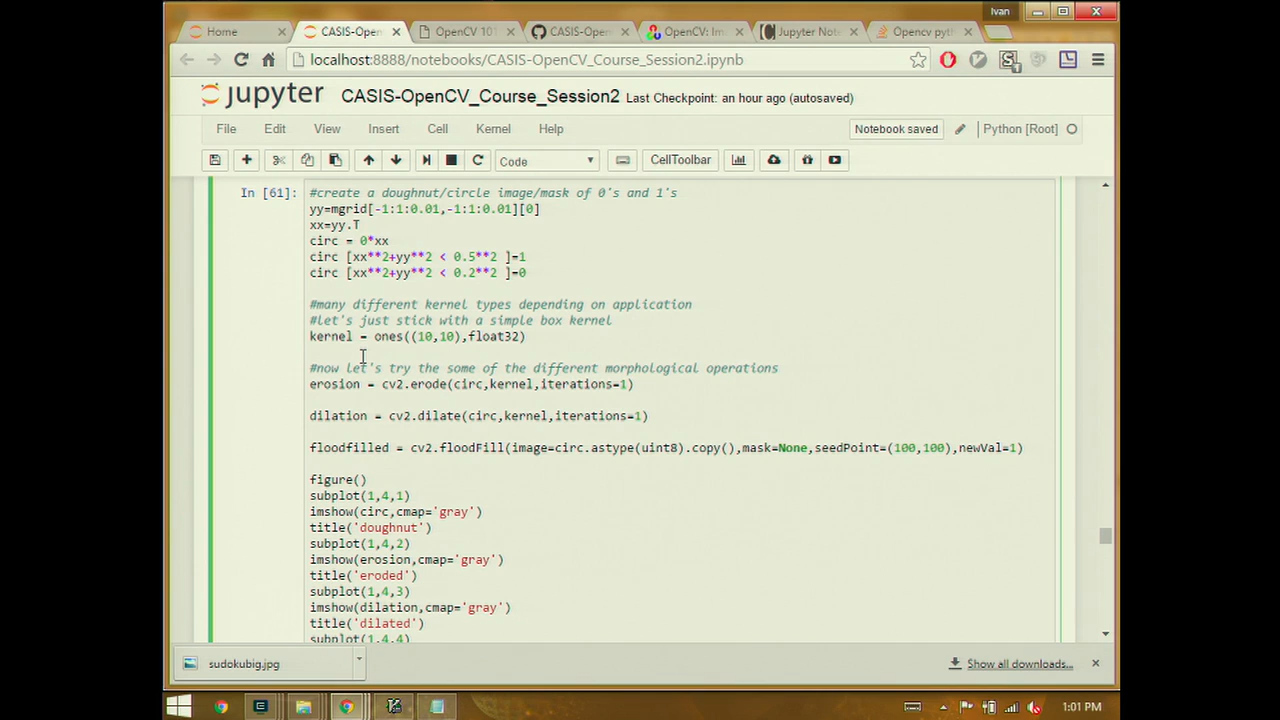 Ivan
Home
CASIS-Open
OpenCV 101
CASIS-Open
OpenCV: Im
Jupyter Not
Opencv pyth
localhost:8888/notebooks/CASIS-OpenCV_Course_Session2.ipynb
jupyter CASIS-OpenCV_Course_Session2 Last Checkpoint: an hour ago (autosaved)
File Edit View Insert Cell Kernel Help Notebook saved Python [Root]
Code CellToolbar
In [61]:
#create a doughnut/circle image/mask of 0's and 1's
yy=mgrid[-1:1:0.01,-1:1:0.01][0]
xx=yy.T
circ = 0*xx
circ [xx**2+yy**2 < 0.5**2 ]=1
circ [xx**2+yy**2 < 0.2**2 ]=0
#many different kernel types depending on application
#let's just stick with a simple box kernel
kernel = ones((10,10),float32)
#now let's try the some of the different morphological operations
erosion = cv2.erode(circ,kernel,iterations=1)
dilation = cv2.dilate(circ,kernel,iterations=1)
floodfilled = cv2.floodFill(image=circ.astype(uint8).copy(),mask=None,seedPoint=(100,100),newVal=1)
figure()
subplot(1,4,1)
imshow(circ,cmap='gray')
title('doughnut')
subplot(1,4,2)
imshow(erosion,cmap='gray')
title('eroded')
subplot(1,4,3)
imshow(dilation,cmap='gray')
title('dilated')
subplot(1,4,4)
sudokubig.jpg
Show all downloads...
1:01 PM